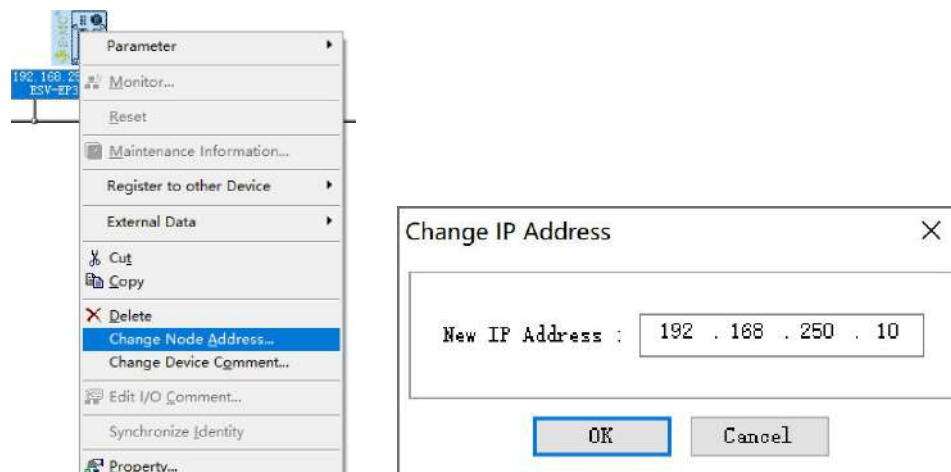 E·MC
192.168.25
ESV-EP3
Parameter
Monitor...
Reset
Maintenance Information...
Register to other Device
External Data
Cut
Copy
Delete
Change Node Address...
Change Device Comment...
Edit I/O Comment...
Synchronize Identity
Property...
Change IP Address
New IP Address : 192 . 168 . 250 . 10
OK
Cancel